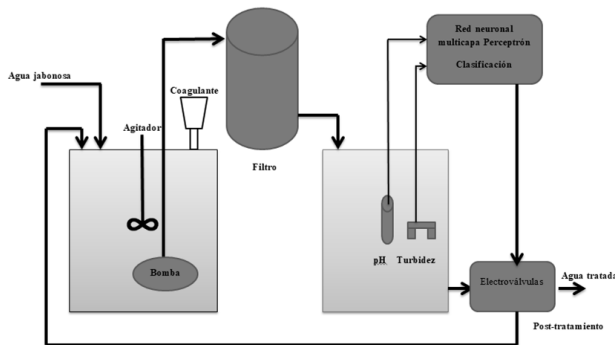 Red neuronal
multicapa Perceptrón
Clasificación
Agua jabonosa
Coagulante
Agitador
Filtro
Bomba
pH
Turbidez
Electroválvulas
Agua tratada
Post-tratamiento